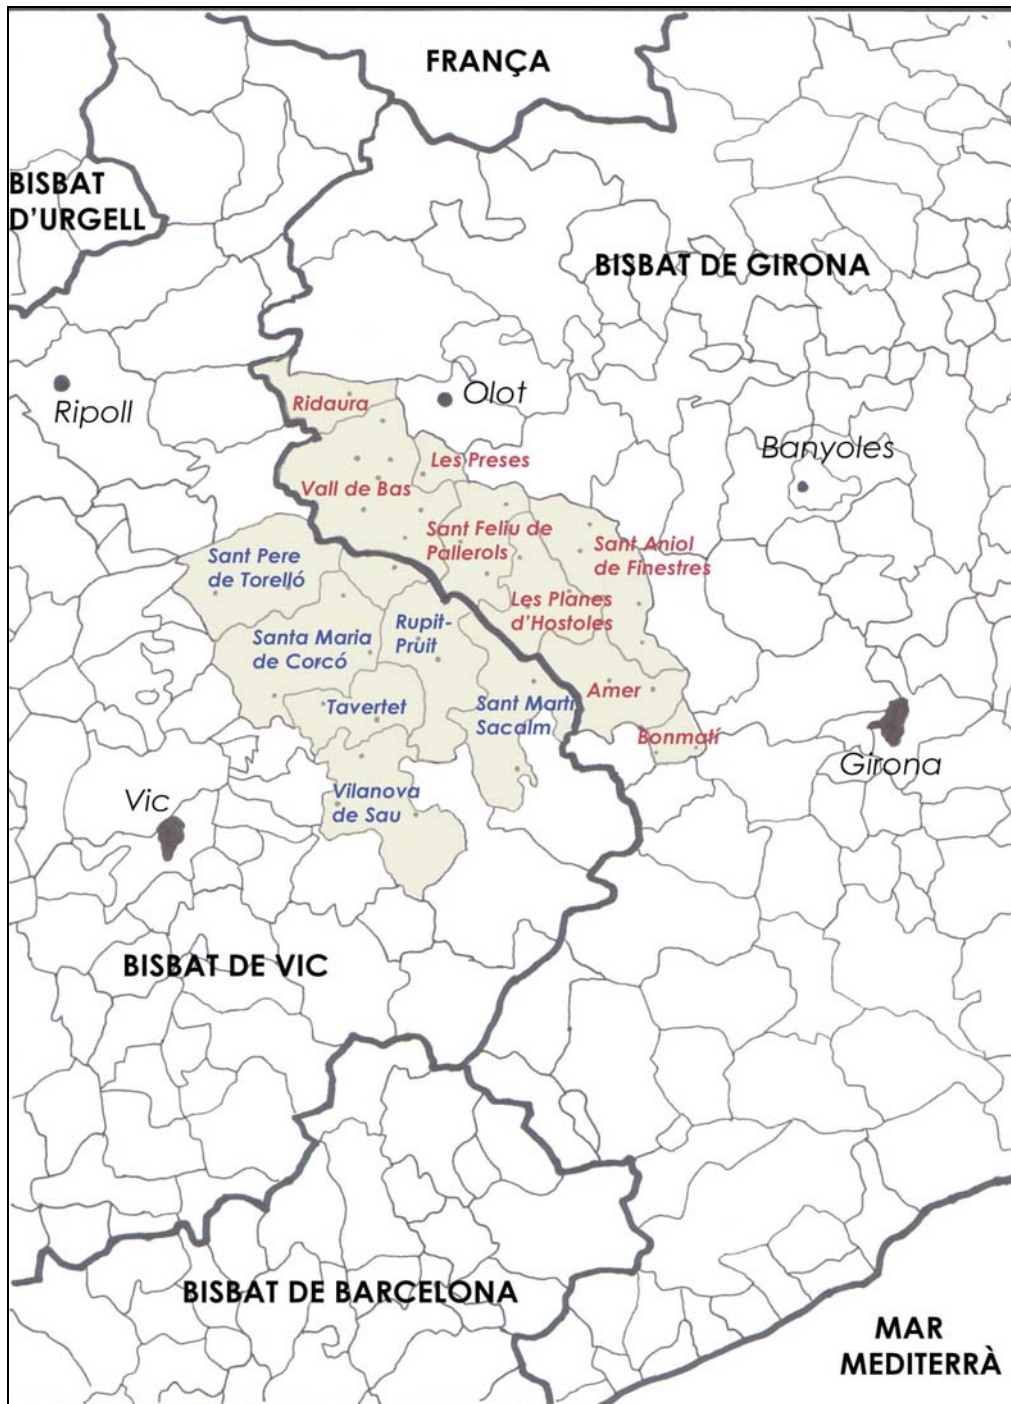 FRANÇA
BISBAT
D'URGELL
BISBAT DE GIRONA
Ripoll
Olot
Ridaura
Banyoles
Les Preses
Vall de Bas
Sant Feliu de
Pallerols
Sant Aniol
de Finestres
Sant Pere
de Torelló
Les Planes
d'Hostoles
Rupit-
Pruit
Santa Maria
de Corcó
Amer
Tavertet
Sant Martí
Sacalm
Bonmatí
Girona
Vilanova
de Sau
Vic
BISBAT DE VIC
BISBAT DE BARCELONA
MAR
MEDITERRÀ